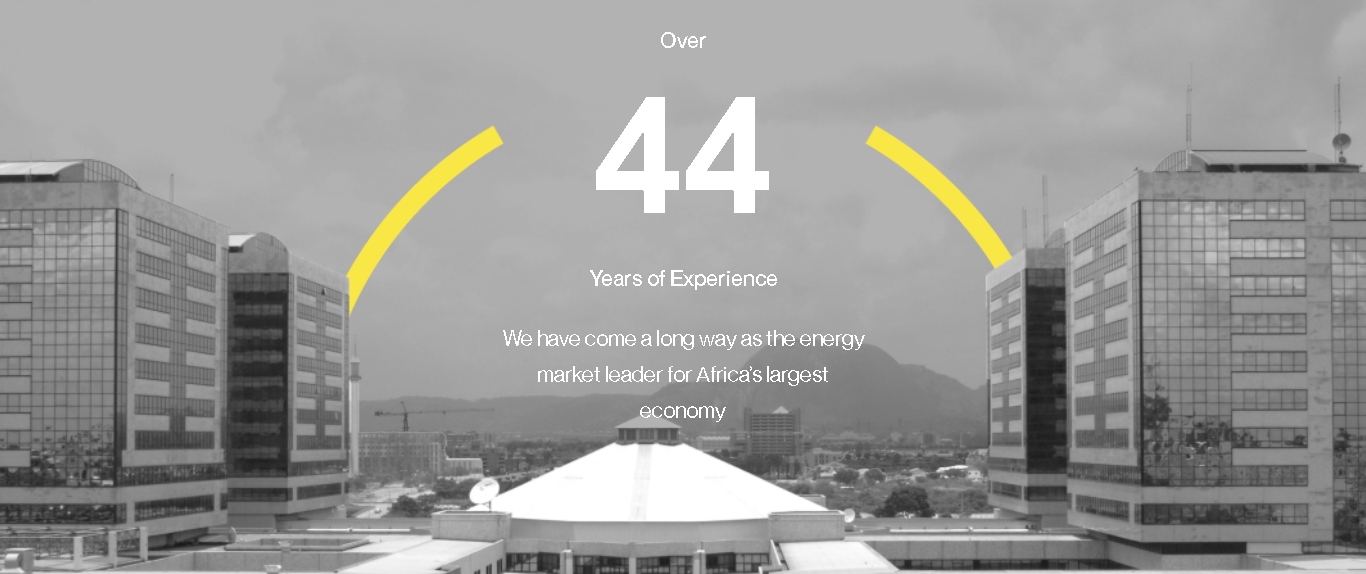 Over
44
Years of Experience
We have come a long way as the energy
market leader for Africa's largest
economy